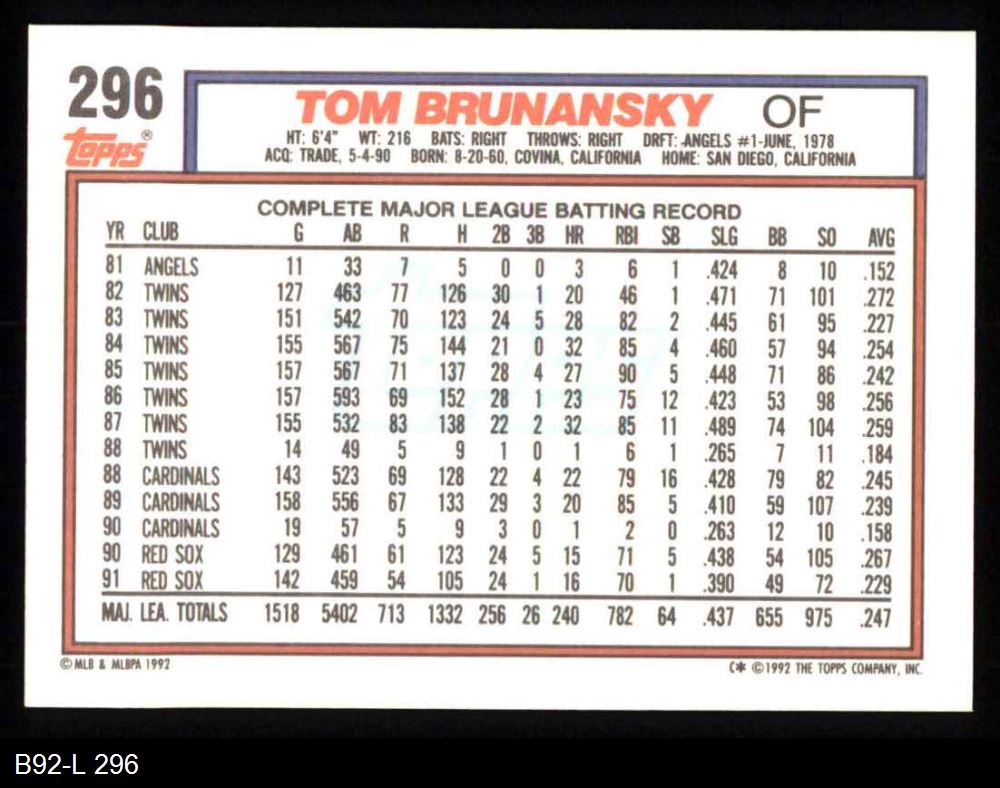 296
TOPPS®
TOM BRUNANSKY OF
HT: 6'4" WT: 216 BATS: RIGHT THROWS: RIGHT DRFT: ANGELS #1-JUNE, 1978
ACQ: TRADE, 5-4-90 BORN: 8-20-60, COVINA, CALIFORNIA HOME: SAN DIEGO, CALIFORNIA
COMPLETE MAJOR LEAGUE BATTING RECORD
YR CLUB G AB R H 2B 3B HR RBI SB SLG BB SO AVG
81 ANGELS 11 33 7 5 0 0 3 6 1 .424 8 10 .152
82 TWINS 127 463 77 126 30 1 20 46 1 .471 71 101 .272
83 TWINS 151 542 70 123 24 5 28 82 2 .445 61 95 .227
84 TWINS 155 567 75 144 21 0 32 85 4 .460 57 94 .254
85 TWINS 157 567 71 137 28 4 27 90 5 .448 71 86 .242
86 TWINS 157 593 69 152 28 1 23 75 12 .423 53 98 .256
87 TWINS 155 532 83 138 22 2 32 85 11 .489 74 104 .259
88 TWINS 14 49 5 9 1 0 1 6 1 .265 7 11 .184
88 CARDINALS 143 523 69 128 22 4 22 79 16 .428 79 82 .245
89 CARDINALS 158 556 67 133 29 3 20 85 5 .410 59 107 .239
90 CARDINALS 19 57 5 9 3 0 1 2 0 .263 12 10 .158
90 RED SOX 129 461 61 123 24 5 15 71 5 .438 54 105 .267
91 RED SOX 142 459 54 105 24 1 16 70 1 .390 49 72 .229
MAJ. LEA. TOTALS 1518 5402 713 1332 256 26 240 782 64 .437 655 975 .247
© MLB & MLBPA 1992
C* © 1992 THE TOPPS COMPANY, INC.
B92-L 296